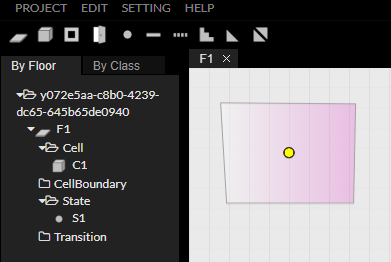 PROJECT EDIT SETTING HELP
By Floor By Class
F1
y072e5aa-c8b0-4239-
dc65-645b65de0940
F1
Cell
C1
CellBoundary
State
S1
Transition